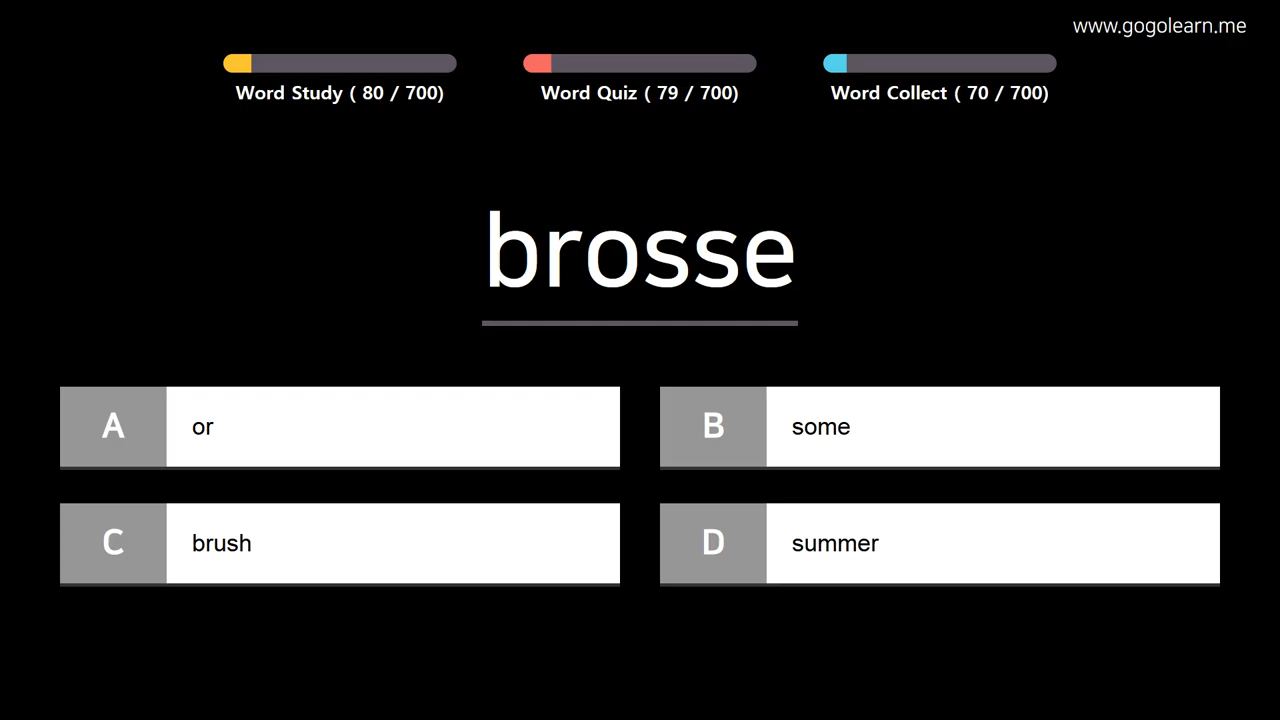 www.gogolearn.me
Word Study ( 80 / 700)
Word Quiz ( 79 / 700)
Word Collect ( 70 / 700)
brosse
A or
B some
C brush
D summer